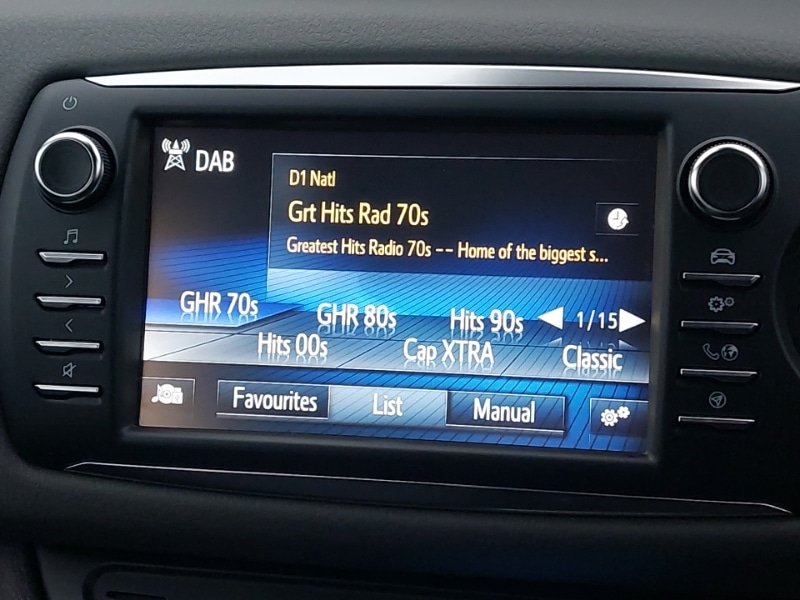 DAB
D1 Natl
Grt Hits Rad 70s
Greatest Hits Radio 70s -- Home of the biggest s...
GHR 70s GHR 80s Hits 90s 1/15
Hits 00s Cap XTRA Classic
Favourites List Manual